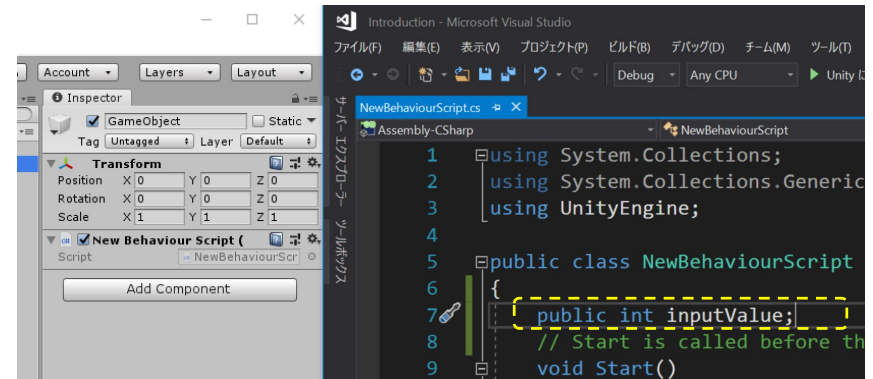 Account
Layers
Layout
Inspector
GameObject
Static
Tag Untagged Layer Default
Transform
Position X 0 Y 0 Z 0
Rotation X 0 Y 0 Z 0
Scale X 1 Y 1 Z 1
New Behaviour Script (
Script NewBehaviourScr
Add Component
Introduction - Microsoft Visual Studio
ファイル(F) 編集(E) 表示(V) プロジェクト(P) ビルド(B) デバッグ(D) チーム(M) ツール(T)
Debug Any CPU Unity
サーバー エクスプローラー
ツールボックス
NewBehaviourScript.cs
Assembly-CSharp NewBehaviourScript
1 using System.Collections;
2 using System.Collections.Generic
3 using UnityEngine;
4
5 public class NewBehaviourScript
6 {
7 public int inputValue;
8 // Start is called before th
9 void Start()